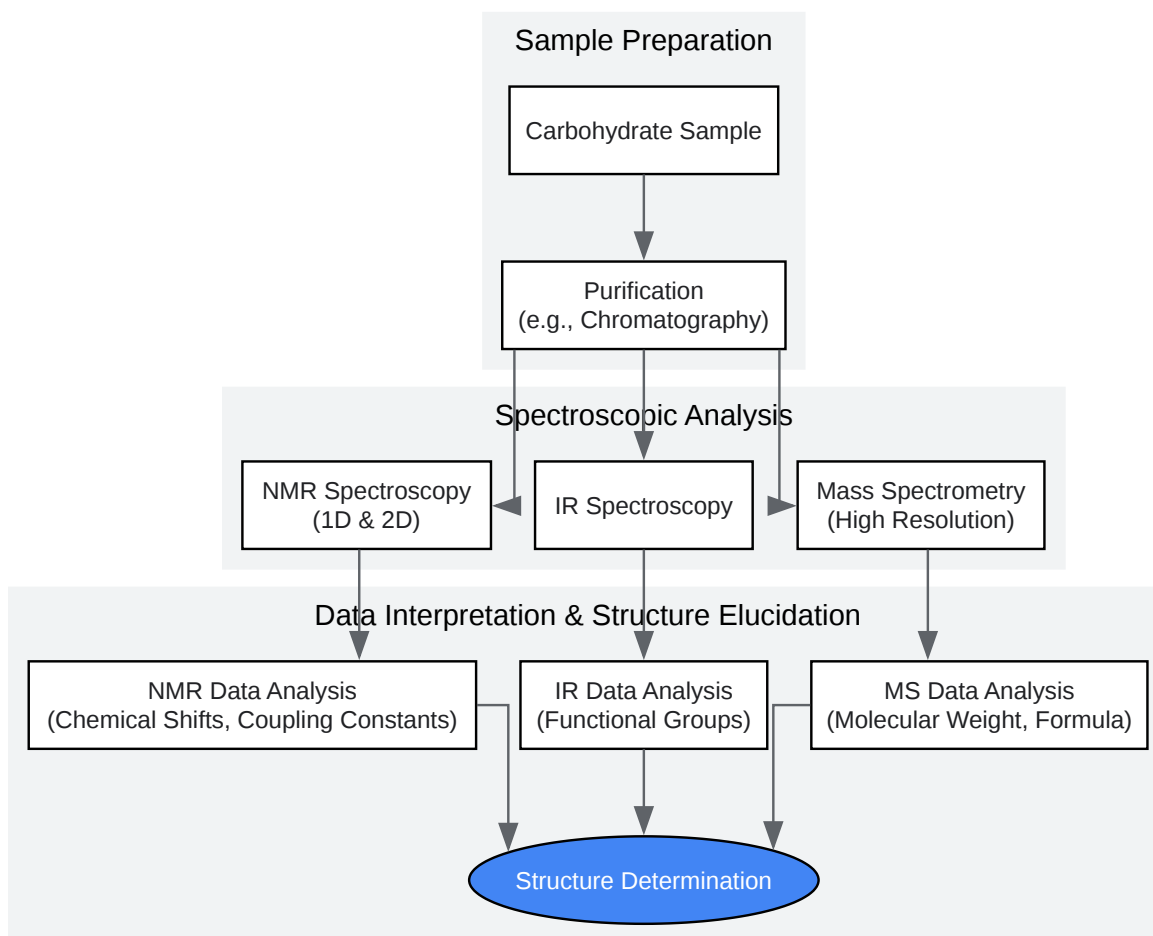 Sample Preparation
Carbohydrate Sample
Purification
(e.g., Chromatography)
Spectroscopic Analysis
NMR Spectroscopy
(1D & 2D)
IR Spectroscopy
Mass Spectrometry
(High Resolution)
Data Interpretation & Structure Elucidation
NMR Data Analysis
(Chemical Shifts, Coupling Constants)
IR Data Analysis
(Functional Groups)
MS Data Analysis
(Molecular Weight, Formula)
Structure Determination